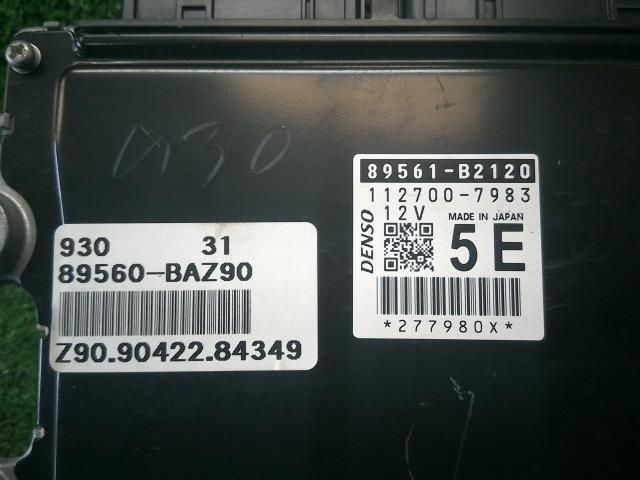 930 31
89560-BAZ90
Z90.90422.84349
89561-B2120
112700-7983
DENSO
12V MADE IN JAPAN
5E
*277980X*